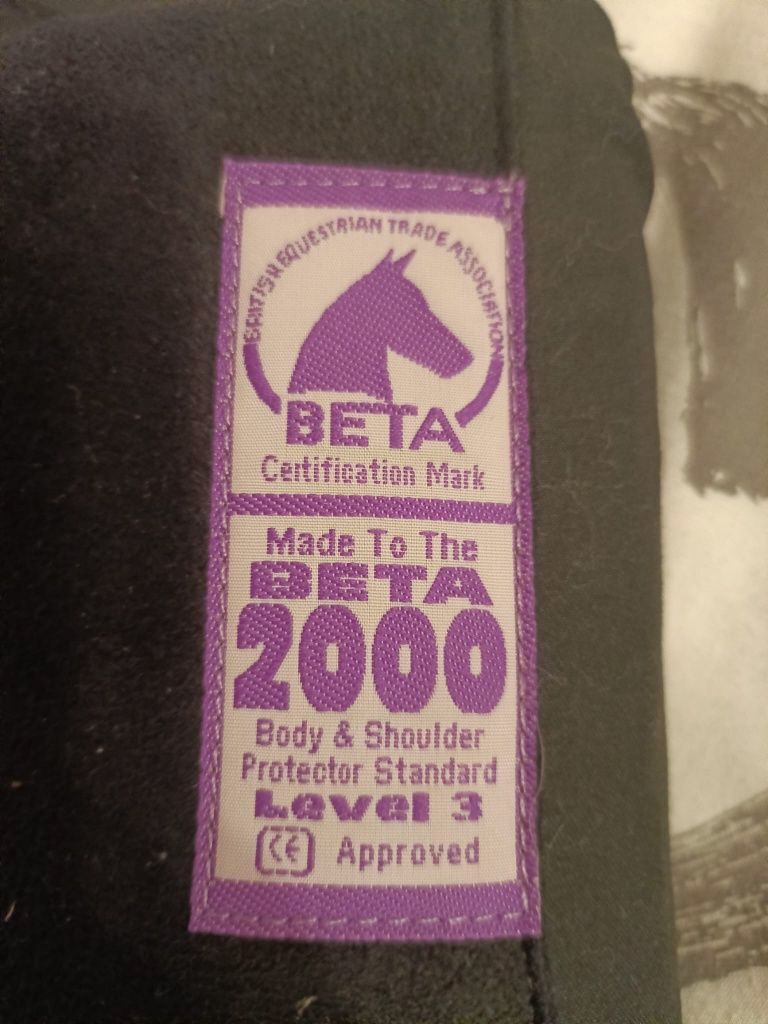 BRITISH EQUESTRIAN TRADE ASSOCIATION
BETA
Certification Mark
Made To The
BETA
2000
Body & Shoulder
Protector Standard
Level 3
CE Approved